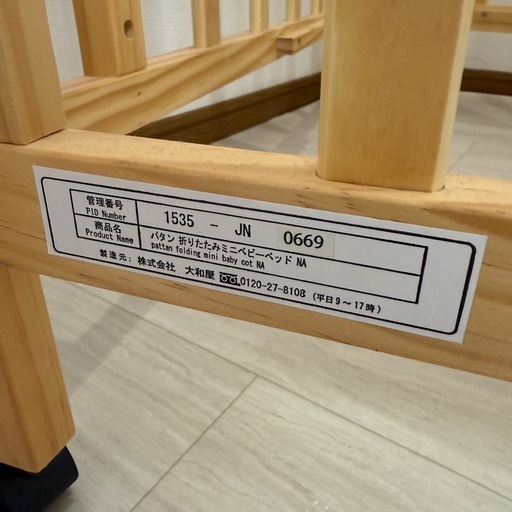 管理番号 1535 - JN 0669
PID Number
商品名 パタン 折りたたみミニベビーベッド NA
Product Name pattan folding mini baby cot NA
製造元: 株式会社 大和屋 0120-27-8108 (平日9～17時)